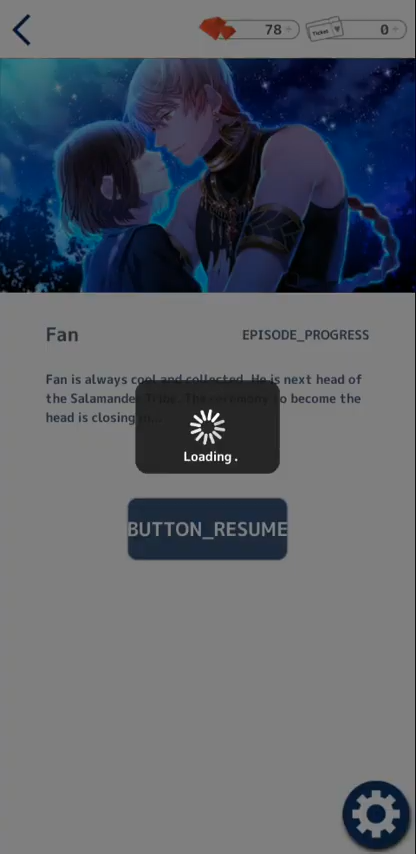 78 +
Ticket 0 +
Fan EPISODE_PROGRESS
Fan is always cool and collected. He is next head of
the Salamander Tribe. The ceremony to become the
head is closing
Loading .
BUTTON_RESUME